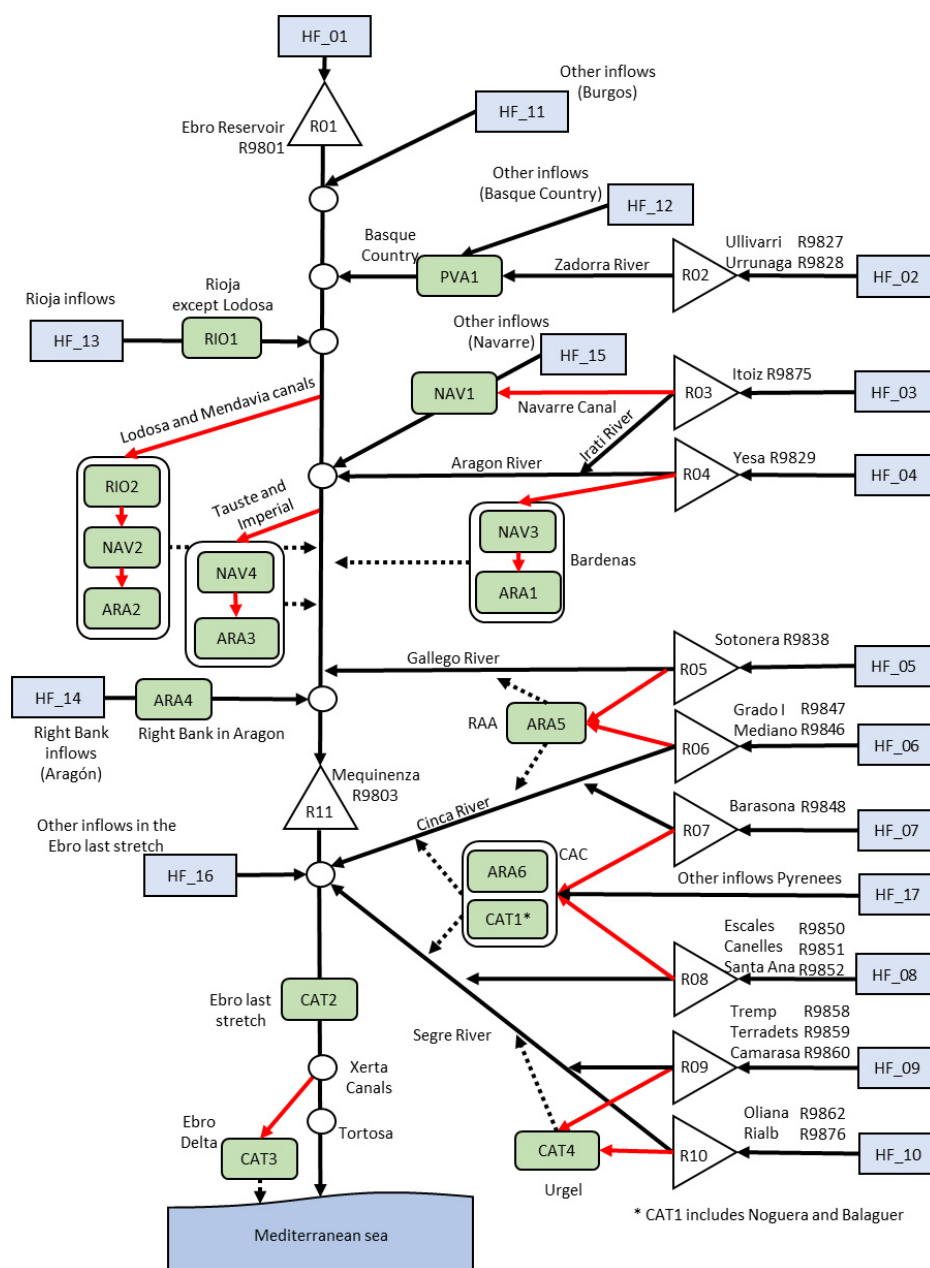 HF_01
Other inflows
(Burgos)
HF_11
Ebro Reservoir
R9801
R01
Other inflows
(Basque Country)
HF_12
Basque
Country
PVA1
Zadorra River
R02
Ullivarri R9827
Urrunaga R9828
HF_02
Rioja inflows
HF_13
Rioja
except Lodosa
RIO1
Other inflows
(Navarre)
HF_15
NAV1
Navarre Canal
R03
Itoiz R9875
HF_03
Lodosa and Mendavia canals
Irati River
Aragon River
R04
Yesa R9829
HF_04
RIO2
NAV2
ARA2
Tauste and
Imperial
NAV4
ARA3
NAV3
ARA1
Bardenas
Gallego River
R05
Sotonera R9838
HF_05
HF_14
ARA4
Right Bank
inflows
(Aragón)
Right Bank in Aragon
RAA
ARA5
R06
Grado I R9847
Mediano R9846
HF_06
Mequinenza
R9803
R11
Cinca River
R07
Barasona R9848
HF_07
Other inflows in the
Ebro last stretch
HF_16
CAC
ARA6
CAT1*
Other inflows Pyrenees
HF_17
R08
Escales R9850
Canelles R9851
Santa Ana R9852
HF_08
Ebro last
stretch
CAT2
Segre River
R09
Tremp R9858
Terradets R9859
Camarasa R9860
HF_09
Xerta
Canals
Ebro
Delta
CAT3
Tortosa
CAT4
Urgel
R10
Oliana R9862
Rialb R9876
HF_10
* CAT1 includes Noguera and Balaguer
Mediterranean sea